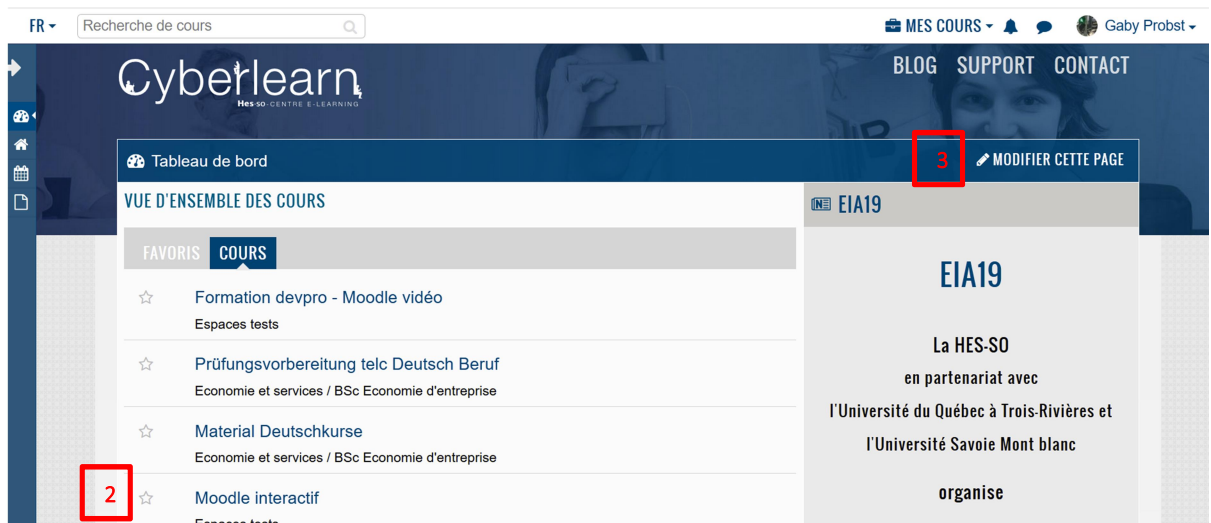 FR
Recherche de cours
MES COURS
Gaby Probst
Cyberlearn
Hes·so·CENTRE E-LEARNING
BLOG SUPPORT CONTACT
Tableau de bord
3
MODIFIER CETTE PAGE
VUE D'ENSEMBLE DES COURS
FAVORIS COURS
Formation devpro - Moodle vidéo
Espaces tests
Prüfungsvorbereitung telc Deutsch Beruf
Economie et services / BSc Economie d'entreprise
Material Deutschkurse
Economie et services / BSc Economie d'entreprise
2
Moodle interactif
Espaces tests
EIA19
EIA19
La HES-SO
en partenariat avec
l'Université du Québec à Trois-Rivières et
l'Université Savoie Mont blanc
organise